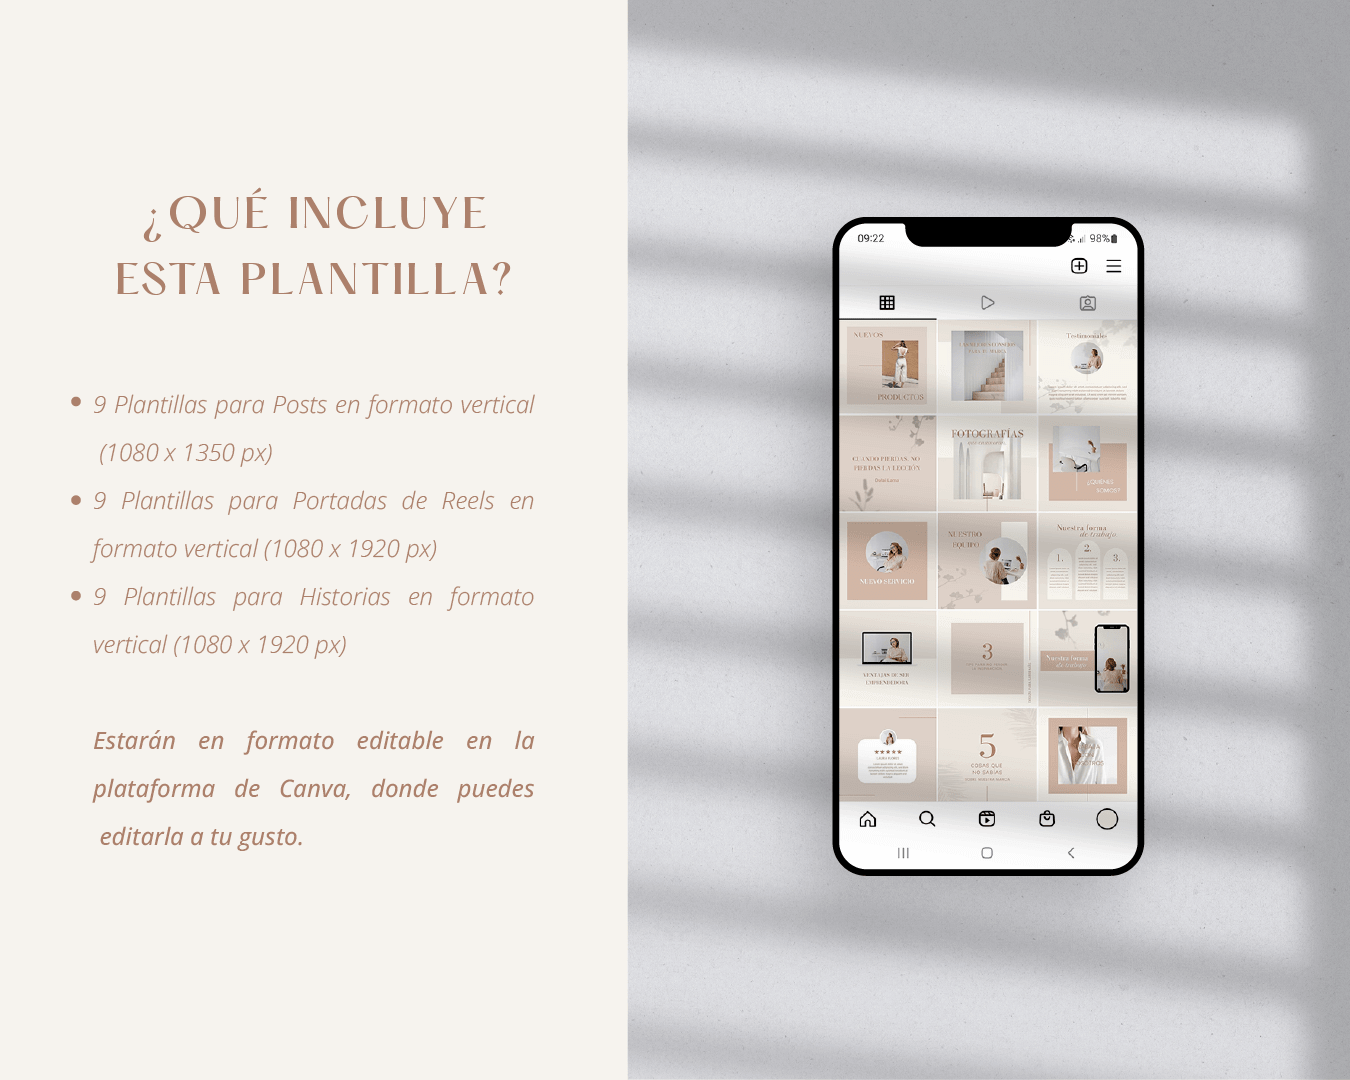 ¿QUÉ INCLUYE
ESTA PLANTILLA?
9 Plantillas para Posts en formato vertical
(1080 x 1350 px)
9 Plantillas para Portadas de Reels en
formato vertical (1080 x 1920 px)
9 Plantillas para Historias en formato
vertical (1080 x 1920 px)
Estarán en formato editable en la
plataforma de Canva, donde puedes
editarla a tu gusto.
09:22
98%
NUEVOS
PRODUCTOS
Testimoniales
CUANDO PIERDAS, NO
PIERDAS LA LECCIÓN
FOTOGRAFÍAS
¿QUIÉNES
SOMOS?
NUEVO SERVICIO
NUESTRO
EQUIPO
Nuestra forma
de trabajo
1.
2.
3.
VENTAJAS DE SER
EMPRENDEDORA
3
Nuestra forma
de trabajo
5
COSAS QUE
NO SABÍAS